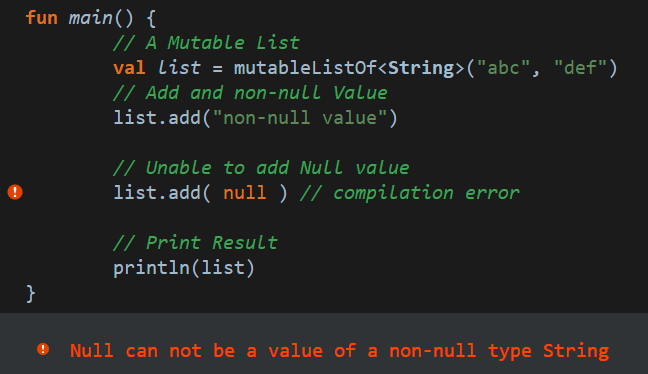 fun main() {
// A Mutable List
val list = mutableListOf<String>("abc", "def")
// Add and non-null Value
list.add("non-null value")
// Unable to add Null value
list.add( null ) // compilation error
// Print Result
println(list)
}
Null can not be a value of a non-null type String